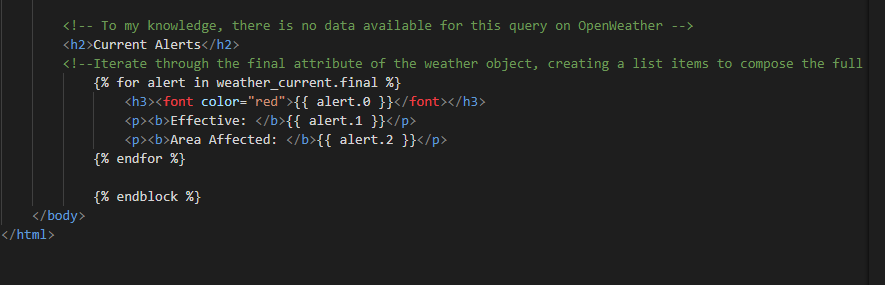 <!-- To my knowledge, there is no data available for this query on OpenWeather -->
<h2>Current Alerts</h2>
<!--Iterate through the final attribute of the weather object, creating a list items to compose the full
{% for alert in weather_current.final %}
<h3><font color="red">{{ alert.0 }}</font></h3>
<p><b>Effective: </b>{{ alert.1 }}</p>
<p><b>Area Affected: </b>{{ alert.2 }}</p>
{% endfor %}
{% endblock %}
</body>
</html>